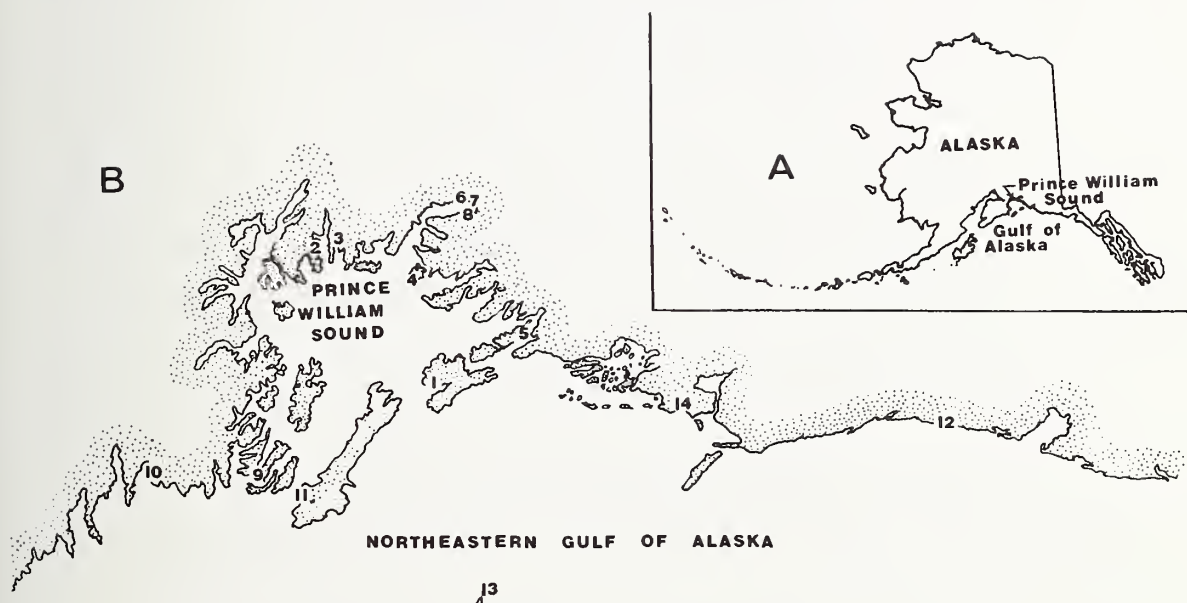 B
A
ALASKA
Prince William
Sound
Gulf of
Alaska
6 7
8
2
3
4
PRINCE
WILLIAM
SOUND
5
1
14
12
10
9
11
NORTHEASTERN GULF OF ALASKA
13